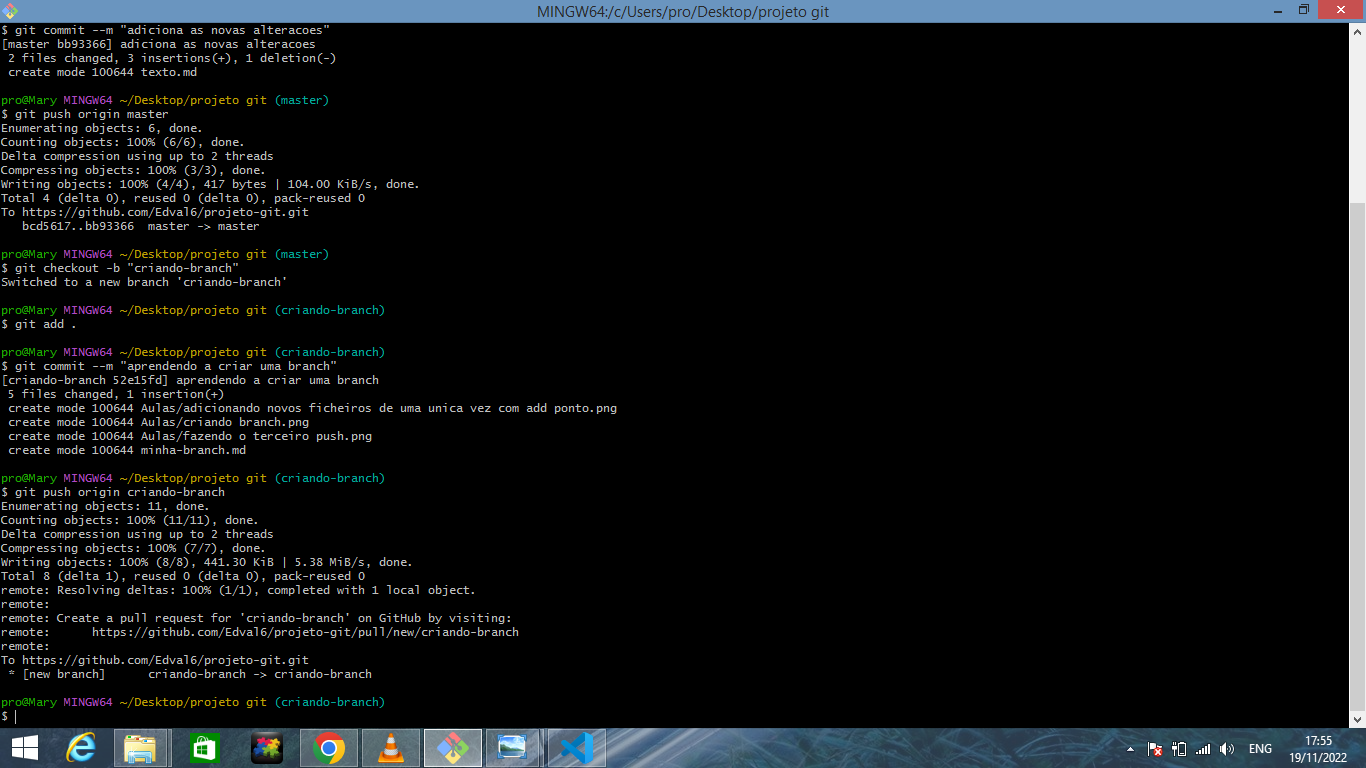 MINGW64:/c/Users/pro/Desktop/projeto git
$ git commit --m "adiciona as novas alteracoes"
[master bb93366] adiciona as novas alteracoes
 2 files changed, 3 insertions(+), 1 deletion(-)
 create mode 100644 texto.md
pro@Mary MINGW64 ~/Desktop/projeto git (master)
$ git push origin master
Enumerating objects: 6, done.
Counting objects: 100% (6/6), done.
Delta compression using up to 2 threads
Compressing objects: 100% (3/3), done.
Writing objects: 100% (4/4), 417 bytes | 104.00 KiB/s, done.
Total 4 (delta 0), reused 0 (delta 0), pack-reused 0
To https://github.com/Edval6/projeto-git.git
   bcd5617..bb93366  master -> master
pro@Mary MINGW64 ~/Desktop/projeto git (master)
$ git checkout -b "criando-branch"
Switched to a new branch 'criando-branch'
pro@Mary MINGW64 ~/Desktop/projeto git (criando-branch)
$ git add .
pro@Mary MINGW64 ~/Desktop/projeto git (criando-branch)
$ git commit --m "aprendendo a criar uma branch"
[criando-branch 52e15fd] aprendendo a criar uma branch
 5 files changed, 1 insertion(+)
 create mode 100644 Aulas/adicionando novos ficheiros de uma unica vez com add ponto.png
 create mode 100644 Aulas/criando branch.png
 create mode 100644 Aulas/fazendo o terceiro push.png
 create mode 100644 minha-branch.md
pro@Mary MINGW64 ~/Desktop/projeto git (criando-branch)
$ git push origin criando-branch
Enumerating objects: 11, done.
Counting objects: 100% (11/11), done.
Delta compression using up to 2 threads
Compressing objects: 100% (7/7), done.
Writing objects: 100% (8/8), 441.30 KiB | 5.38 MiB/s, done.
Total 8 (delta 1), reused 0 (delta 0), pack-reused 0
remote: Resolving deltas: 100% (1/1), completed with 1 local object.
remote:
remote: Create a pull request for 'criando-branch' on GitHub by visiting:
remote:      https://github.com/Edval6/projeto-git/pull/new/criando-branch
remote:
To https://github.com/Edval6/projeto-git.git
 * [new branch]      criando-branch -> criando-branch
pro@Mary MINGW64 ~/Desktop/projeto git (criando-branch)
$
ENG
17:55
19/11/2022